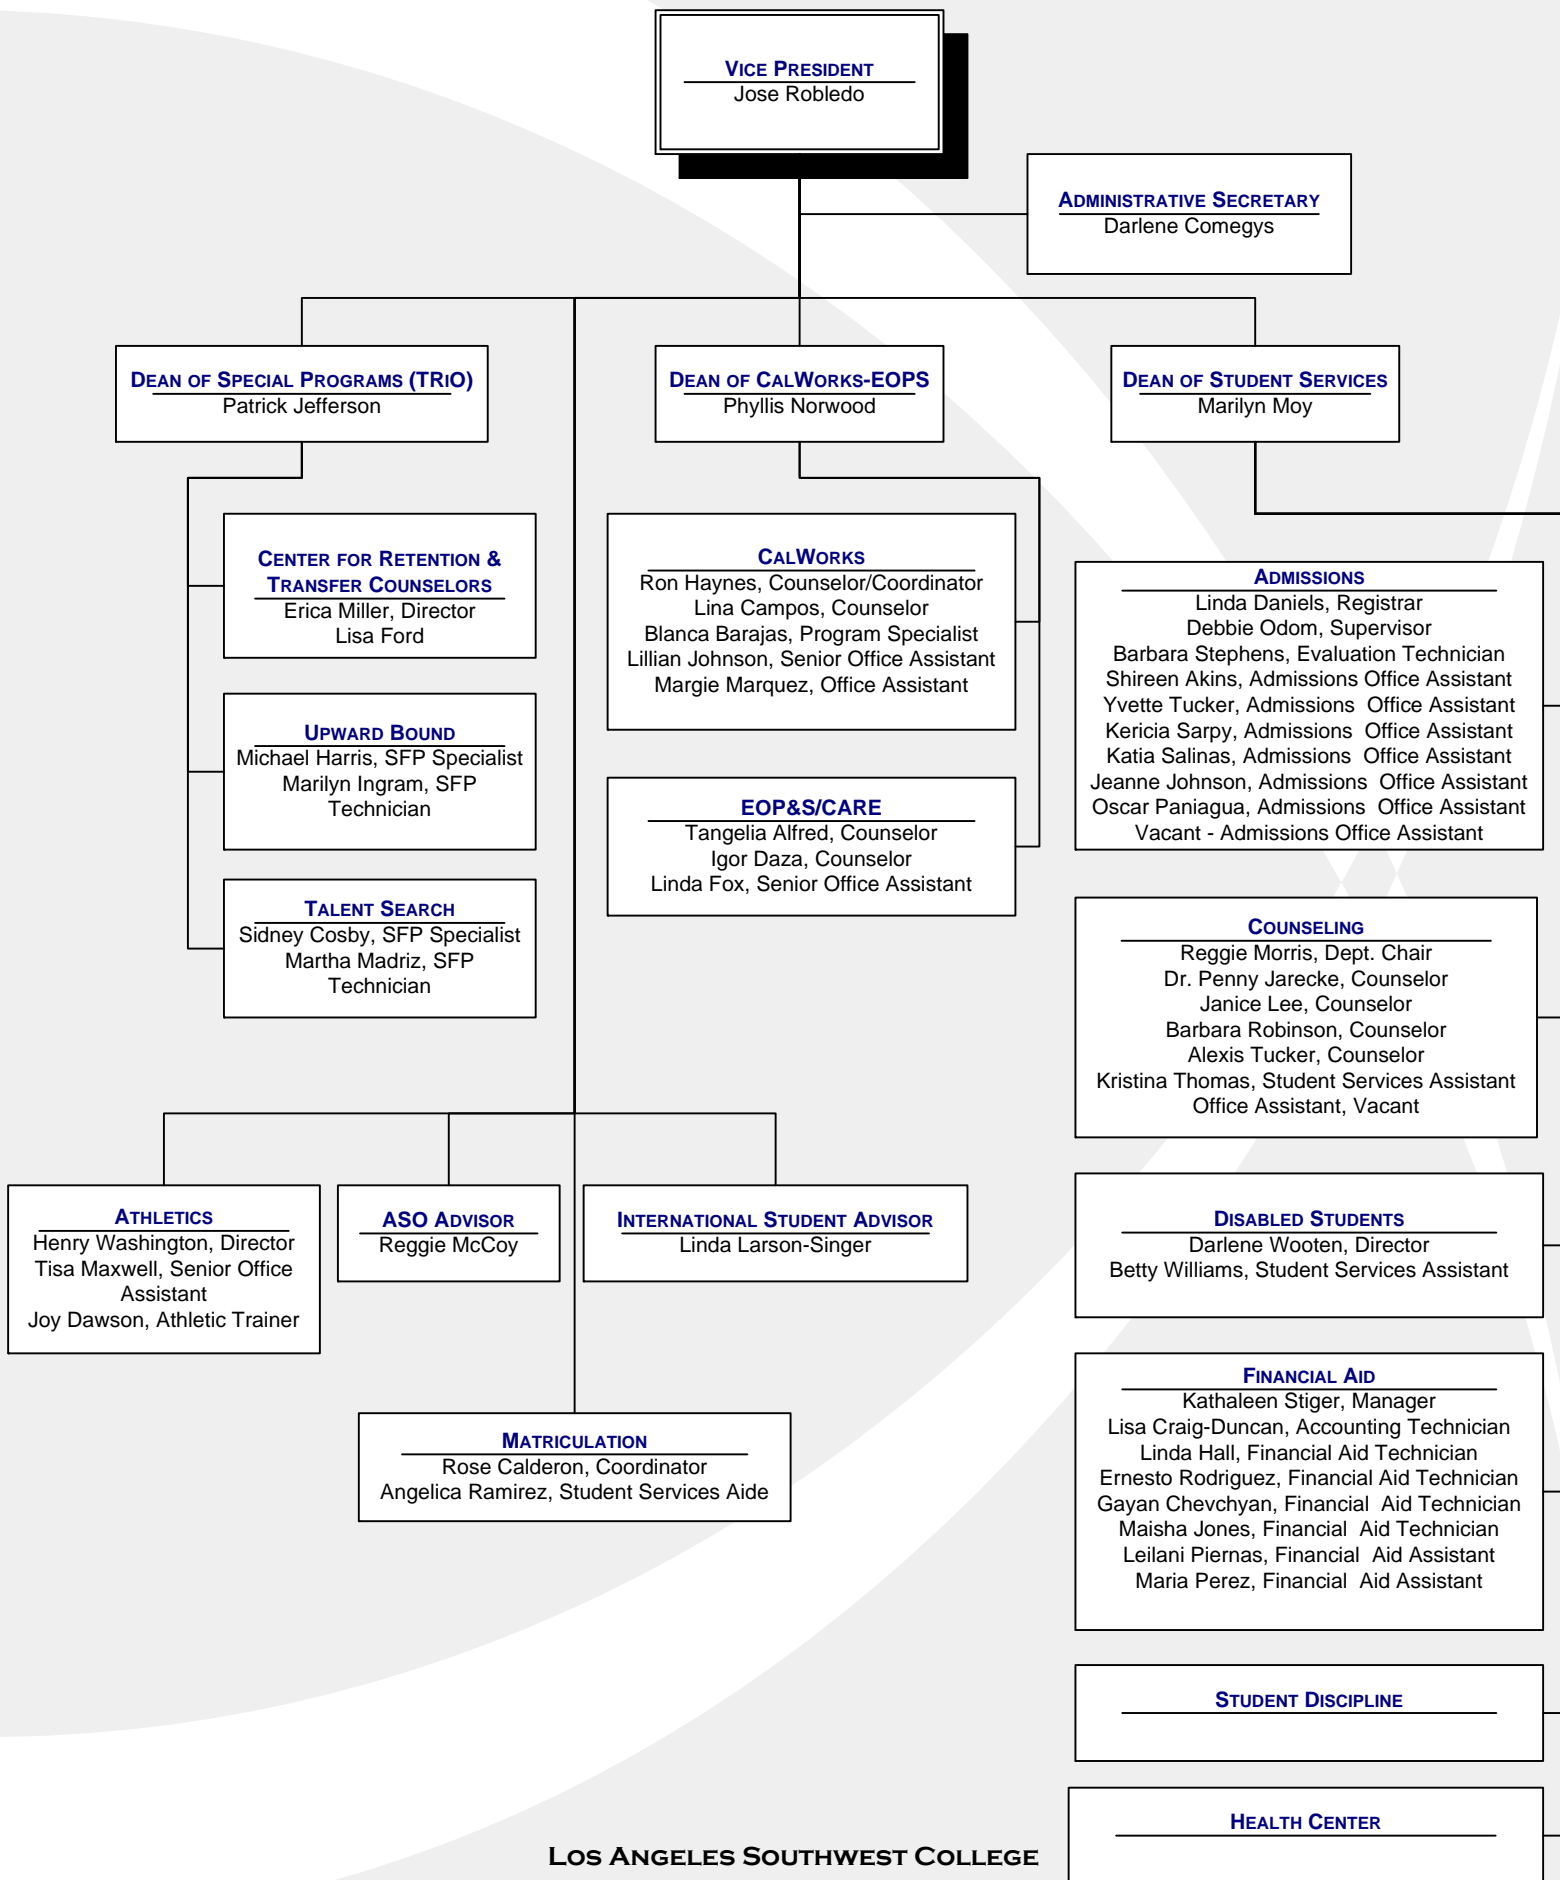 VICE PRESIDENT
Jose Robledo
ADMINISTRATIVE SECRETARY
Darlene Comegys
DEAN OF SPECIAL PROGRAMS (TRIO)
Patrick Jefferson
DEAN OF CALWORKS-EOPS
Phyllis Norwood
DEAN OF STUDENT SERVICES
Marilyn Moy
CENTER FOR RETENTION &
TRANSFER COUNSELORS
Erica Miller, Director
Lisa Ford
UPWARD BOUND
Michael Harris, SFP Specialist
Marilyn Ingram, SFP
Technician
TALENT SEARCH
Sidney Cosby, SFP Specialist
Martha Madriz, SFP
Technician
CALWORKS
Ron Haynes, Counselor/Coordinator
Lina Campos, Counselor
Blanca Barajas, Program Specialist
Lillian Johnson, Senior Office Assistant
Margie Marquez, Office Assistant
EOP&S/CARE
Tangelia Alfred, Counselor
Igor Daza, Counselor
Linda Fox, Senior Office Assistant
ADMISSIONS
Linda Daniels, Registrar
Debbie Odom, Supervisor
Barbara Stephens, Evaluation Technician
Shireen Akins, Admissions Office Assistant
Yvette Tucker, Admissions Office Assistant
Kericia Sarpy, Admissions Office Assistant
Katia Salinas, Admissions Office Assistant
Jeanne Johnson, Admissions Office Assistant
Oscar Paniagua, Admissions Office Assistant
Vacant - Admissions Office Assistant
COUNSELING
Reggie Morris, Dept. Chair
Dr. Penny Jarecke, Counselor
Janice Lee, Counselor
Barbara Robinson, Counselor
Alexis Tucker, Counselor
Kristina Thomas, Student Services Assistant
Office Assistant, Vacant
ATHLETICS
Henry Washington, Director
Tisa Maxwell, Senior Office
Assistant
Joy Dawson, Athletic Trainer
ASO ADVISOR
Reggie McCoy
INTERNATIONAL STUDENT ADVISOR
Linda Larson-Singer
DISABLED STUDENTS
Darlene Wooten, Director
Betty Williams, Student Services Assistant
MATRICULATION
Rose Calderon, Coordinator
Angelica Ramirez, Student Services Aide
FINANCIAL AID
Kathaleen Stiger, Manager
Lisa Craig-Duncan, Accounting Technician
Linda Hall, Financial Aid Technician
Ernesto Rodriguez, Financial Aid Technician
Gayan Chevchyan, Financial Aid Technician
Maisha Jones, Financial Aid Technician
Leilani Piernas, Financial Aid Assistant
Maria Perez, Financial Aid Assistant
STUDENT DISCIPLINE
HEALTH CENTER
LOS ANGELES SOUTHWEST COLLEGE